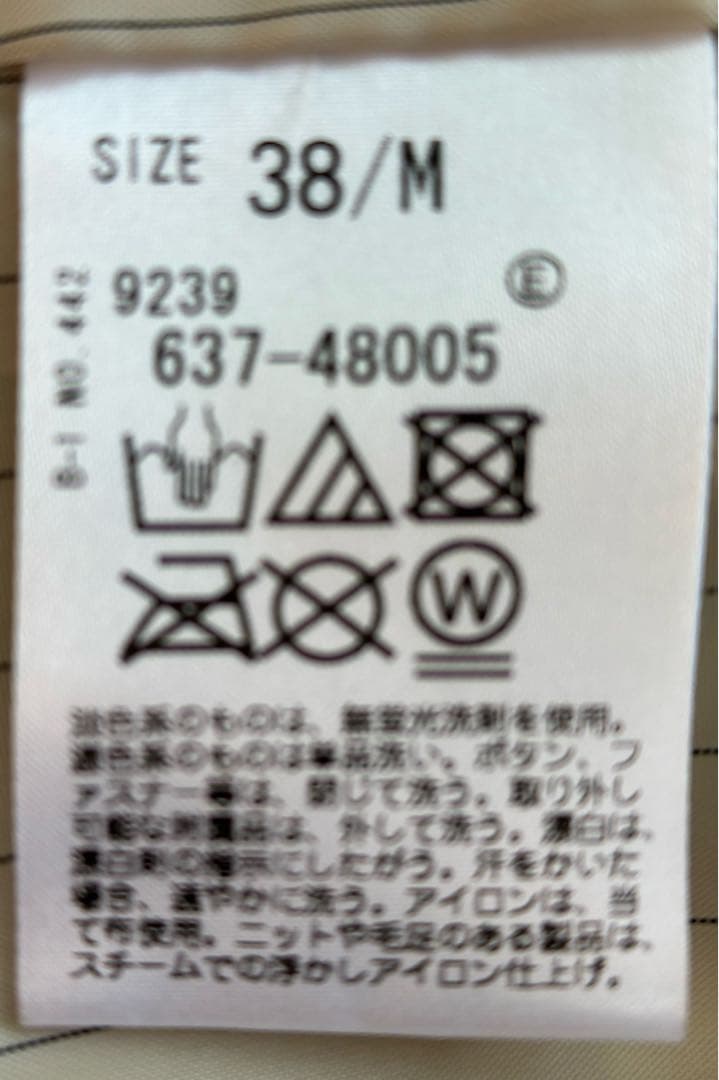 SIZE 38/M
B-1 NO.442
9239
E
637-48005
W
淡色系のものは、無蛍光洗剤を使用。
濃色系のものは単品洗い。ボタン、フ
ァスナー等は、閉じて洗う。取り外し
可能な附属品は、外して洗う。漂白は、
漂白剤の指示にしたがう。汗をかいた
場合、速やかに洗う。アイロンは、当
て布使用。ニットや毛足のある製品は、
スチームでの浮かしアイロン仕上げ。